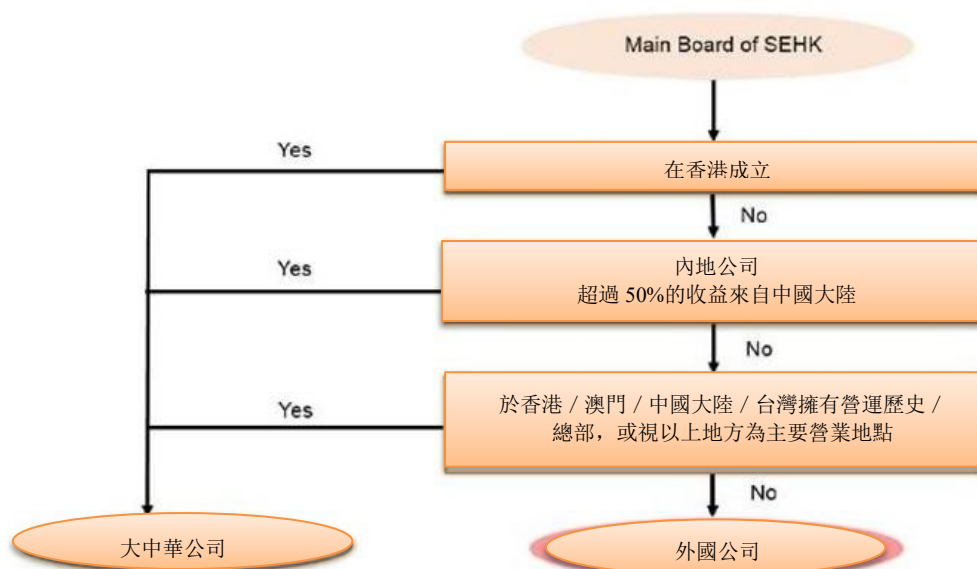 Main Board of SEHK
Yes
在香港成立
No
Yes
內地公司
超過 50%的收益來自中國大陸
No
Yes
於香港 / 澳門 / 中國大陸 / 台灣擁有營運歷史 /
總部，或視以上地方為主要營業地點
No
大中華公司
外國公司